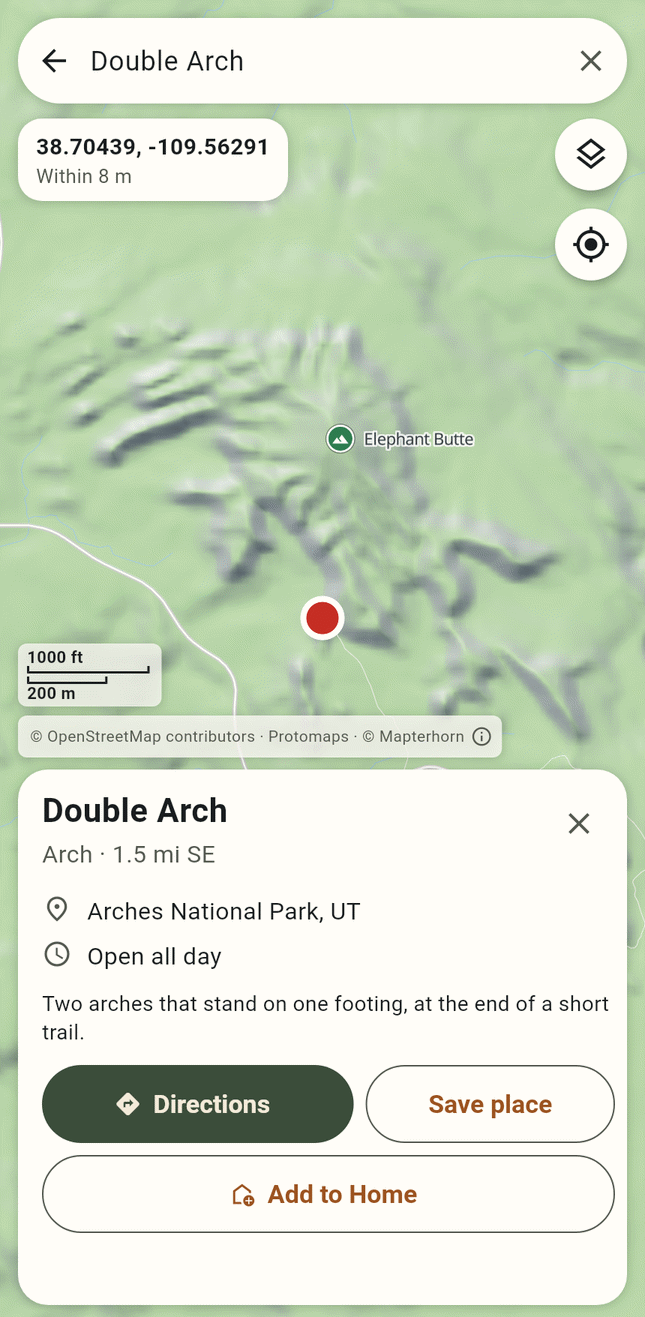 Double Arch
38.70439, -109.56291
Within 8 m
Elephant Butte
1000 ft
200 m
© OpenStreetMap contributors · Protomaps · © Mapterhorn
Double Arch
Arch · 1.5 mi SE
Arches National Park, UT
Open all day
Two arches that stand on one footing, at the end of a short
trail.
Directions
Save place
Add to Home